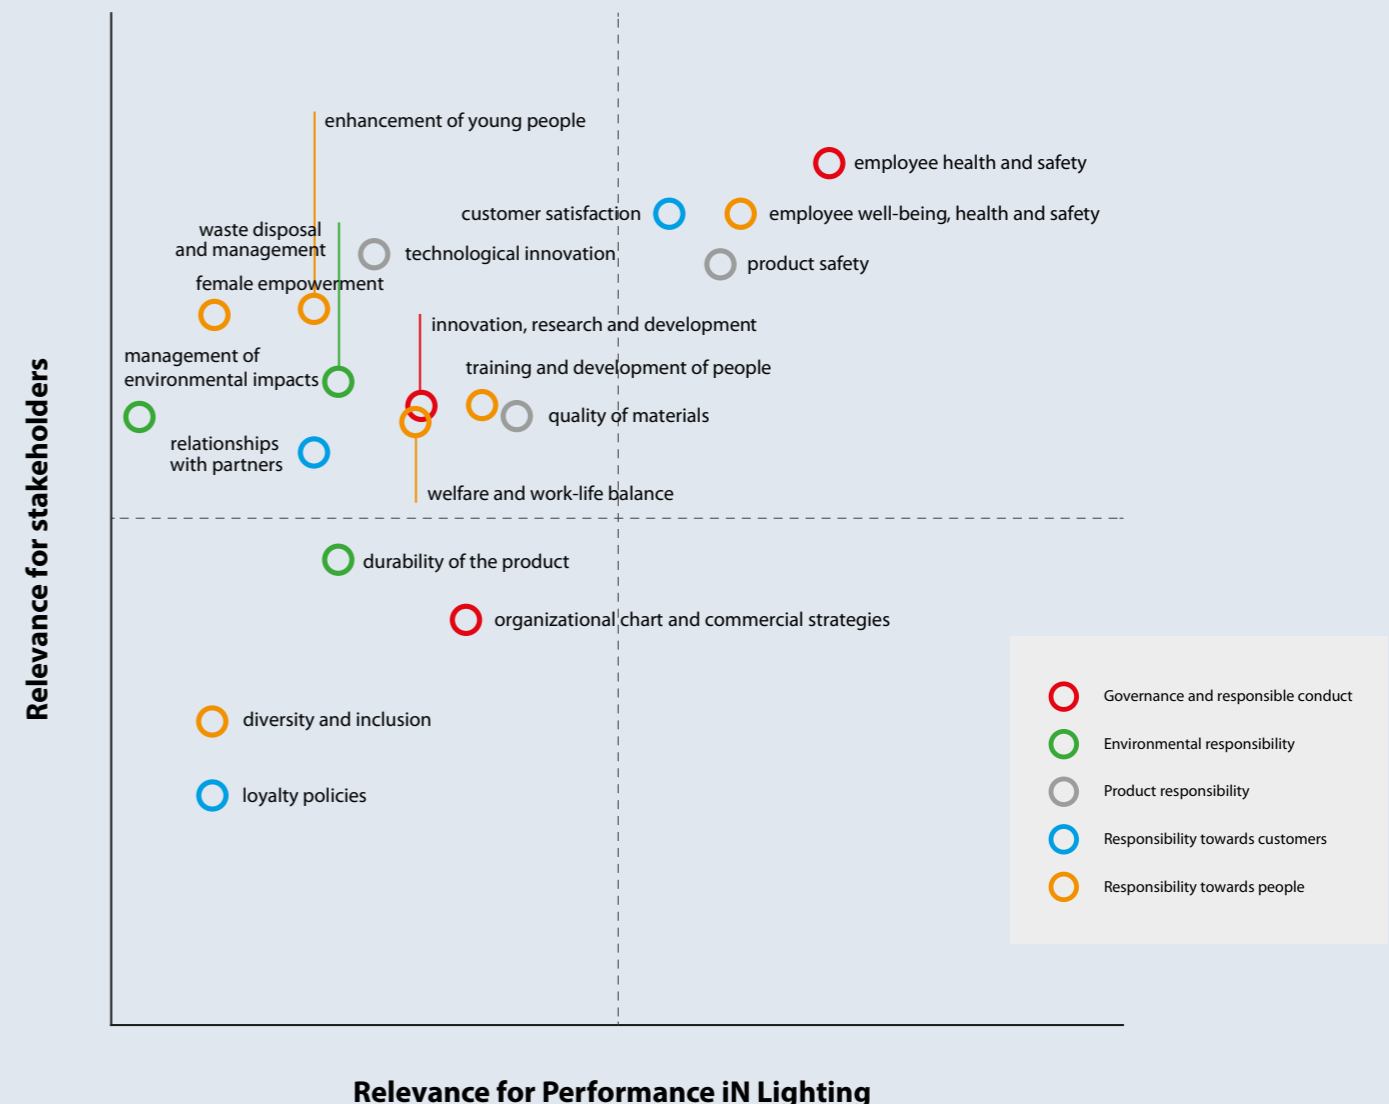 enhancement of young people
employee health and safety
customer satisfaction
employee well-being, health and safety
waste disposal
and management
technological innovation
product safety
female empowerment
innovation, research and development
management of
environmental impacts
training and development of people
quality of materials
relationships
with partners
welfare and work-life balance
durability of the product
organizational chart and commercial strategies
diversity and inclusion
loyalty policies
Relevance for stakeholders
Governance and responsible conduct
Environmental responsibility
Product responsibility
Responsibility towards customers
Responsibility towards people
Relevance for Performance iN Lighting